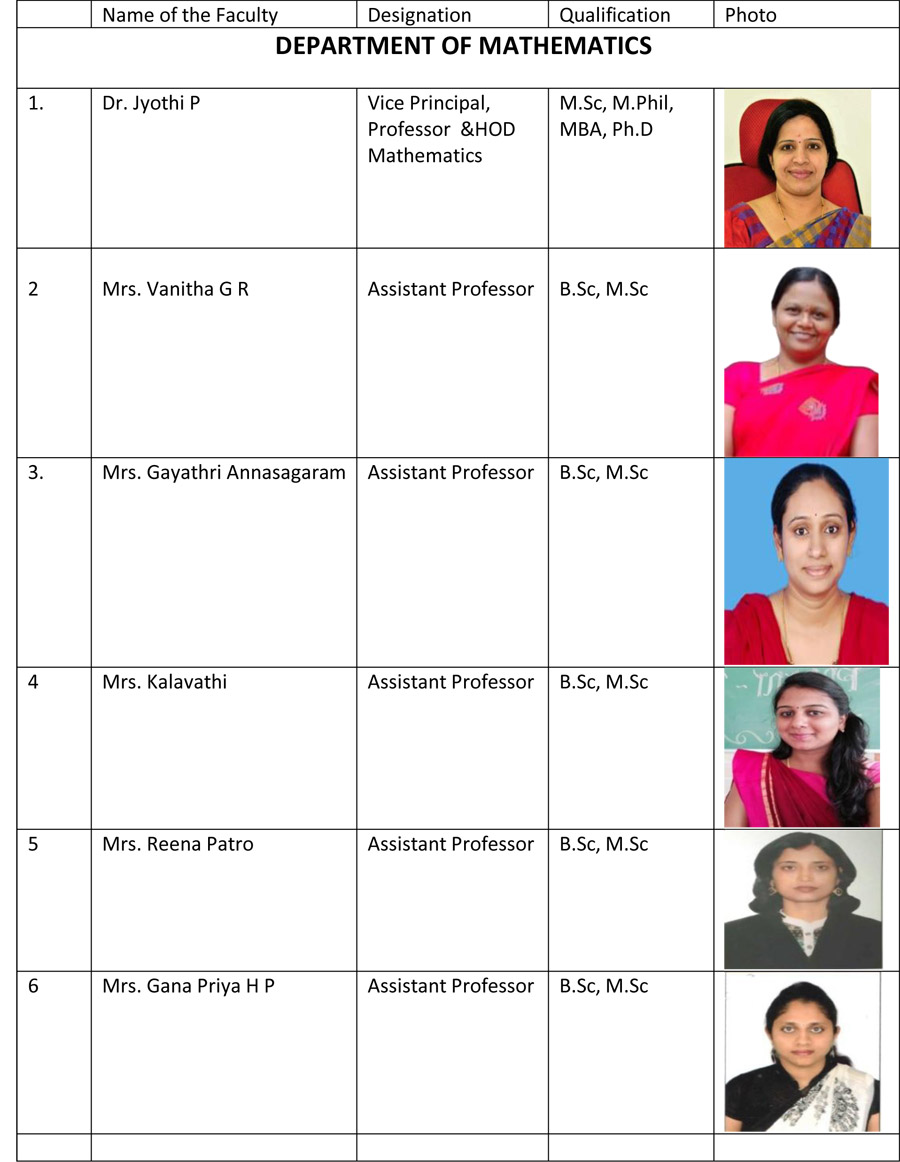 Name of the Faculty Designation Qualification Photo
DEPARTMENT OF MATHEMATICS
1. Dr. Jyothi P Vice Principal, M.Sc, M.Phil,
Professor &HOD MBA, Ph.D
Mathematics
2 Mrs. Vanitha G R Assistant Professor B.Sc, M.Sc
3. Mrs. Gayathri Annasagaram Assistant Professor B.Sc, M.Sc
4 Mrs. Kalavathi Assistant Professor B.Sc, M.Sc
5 Mrs. Reena Patro Assistant Professor B.Sc, M.Sc
6 Mrs. Gana Priya H P Assistant Professor B.Sc, M.Sc